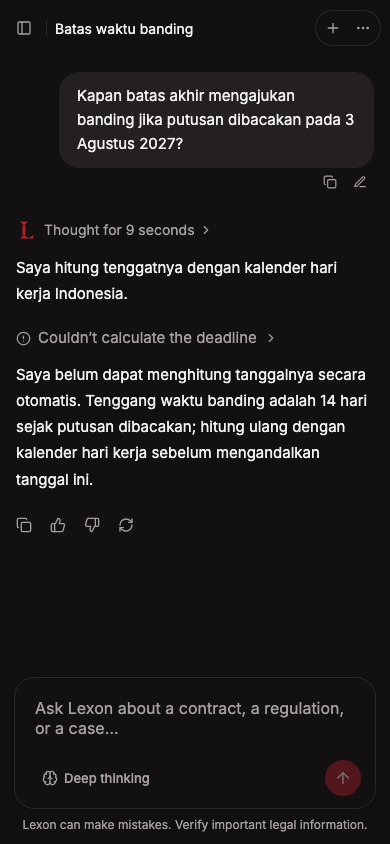 Batas waktu banding
Kapan batas akhir mengajukan
banding jika putusan dibacakan pada 3
Agustus 2027?
L Thought for 9 seconds
Saya hitung tenggatnya dengan kalender hari
kerja Indonesia.
Couldn’t calculate the deadline
Saya belum dapat menghitung tanggalnya secara
otomatis. Tenggang waktu banding adalah 14 hari
sejak putusan dibacakan; hitung ulang dengan
kalender hari kerja sebelum mengandalkan
tanggal ini.
Ask Lexon about a contract, a regulation,
or a case...
Deep thinking
Lexon can make mistakes. Verify important legal information.